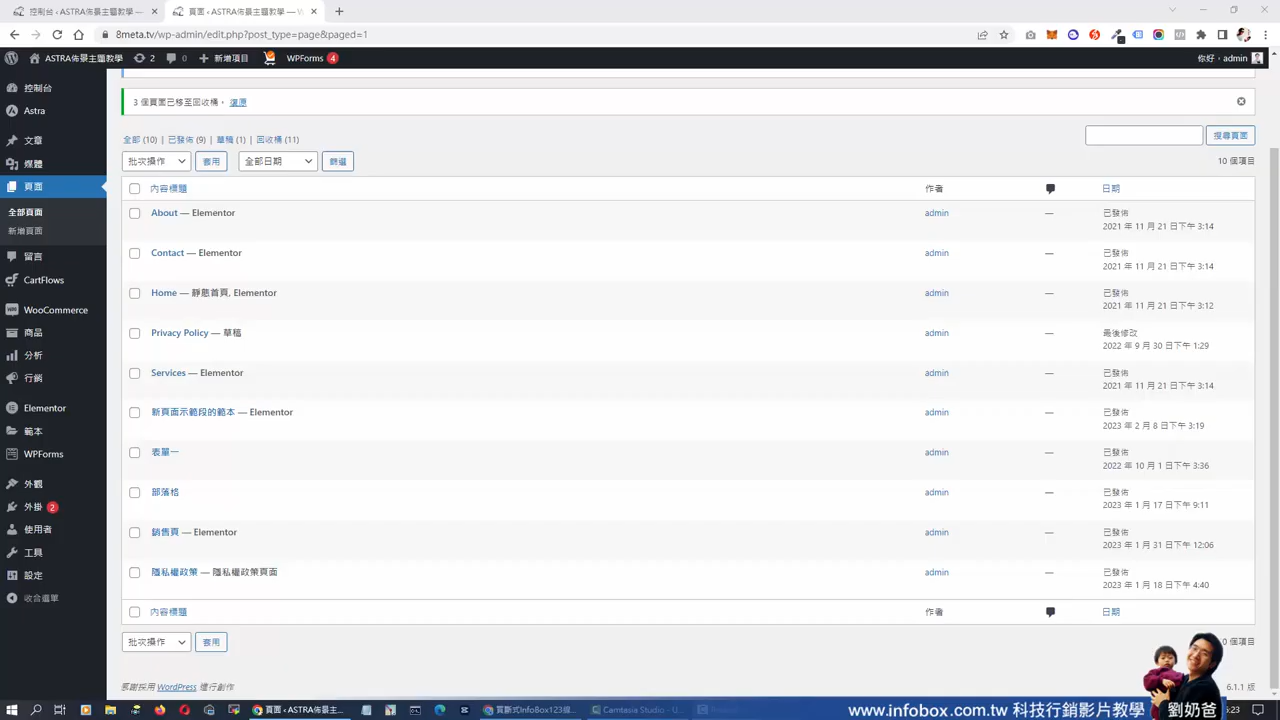 控制台 ‹ ASTRA佈景主題教學 —
頁面 ‹ ASTRA佈景主題教學 — W
8meta.tv/wp-admin/edit.php?post_type=page&paged=1
ASTRA佈景主題教學
2
0
新增項目
WPForms
4
你好，admin
控制台
Astra
文章
媒體
頁面
全部頁面
新增頁面
留言
CartFlows
WooCommerce
商品
分析
行銷
Elementor
範本
WPForms
外觀
外掛 2
使用者
工具
設定
收合選單
3 個頁面已移至回收桶。 復原
全部 (10) | 已發佈 (9) | 草稿 (1) | 回收桶 (11)
搜尋頁面
批次操作
套用
全部日期
篩選
10 個項目
內容標題
作者
日期
About — Elementor
admin
—
已發佈
2021 年 11 月 21 日下午 3:14
Contact — Elementor
admin
—
已發佈
2021 年 11 月 21 日下午 3:14
Home — 靜態首頁, Elementor
admin
—
已發佈
2021 年 11 月 21 日下午 3:12
Privacy Policy — 草稿
admin
—
最後修改
2022 年 9 月 30 日下午 1:29
Services — Elementor
admin
—
已發佈
2021 年 11 月 21 日下午 3:14
新頁面示範段的範本 — Elementor
admin
—
已發佈
2023 年 2 月 8 日下午 3:19
表單一
admin
—
已發佈
2022 年 10 月 1 日下午 3:36
部落格
admin
—
已發佈
2023 年 1 月 17 日下午 9:11
銷售頁 — Elementor
admin
—
已發佈
2023 年 1 月 31 日下午 12:06
隱私權政策 — 隱私權政策頁面
admin
—
已發佈
2023 年 1 月 18 日下午 4:40
內容標題
作者
日期
批次操作
套用
0 個項目
感謝採用 WordPress 進行創作
6.1.1 版
頁面 ‹ ASTRA佈景主...
買斷式InfoBox123線...
Camtasia Studio - U...
www.infobox.com.tw 科技行銷影片教學
劉奶爸
3:23